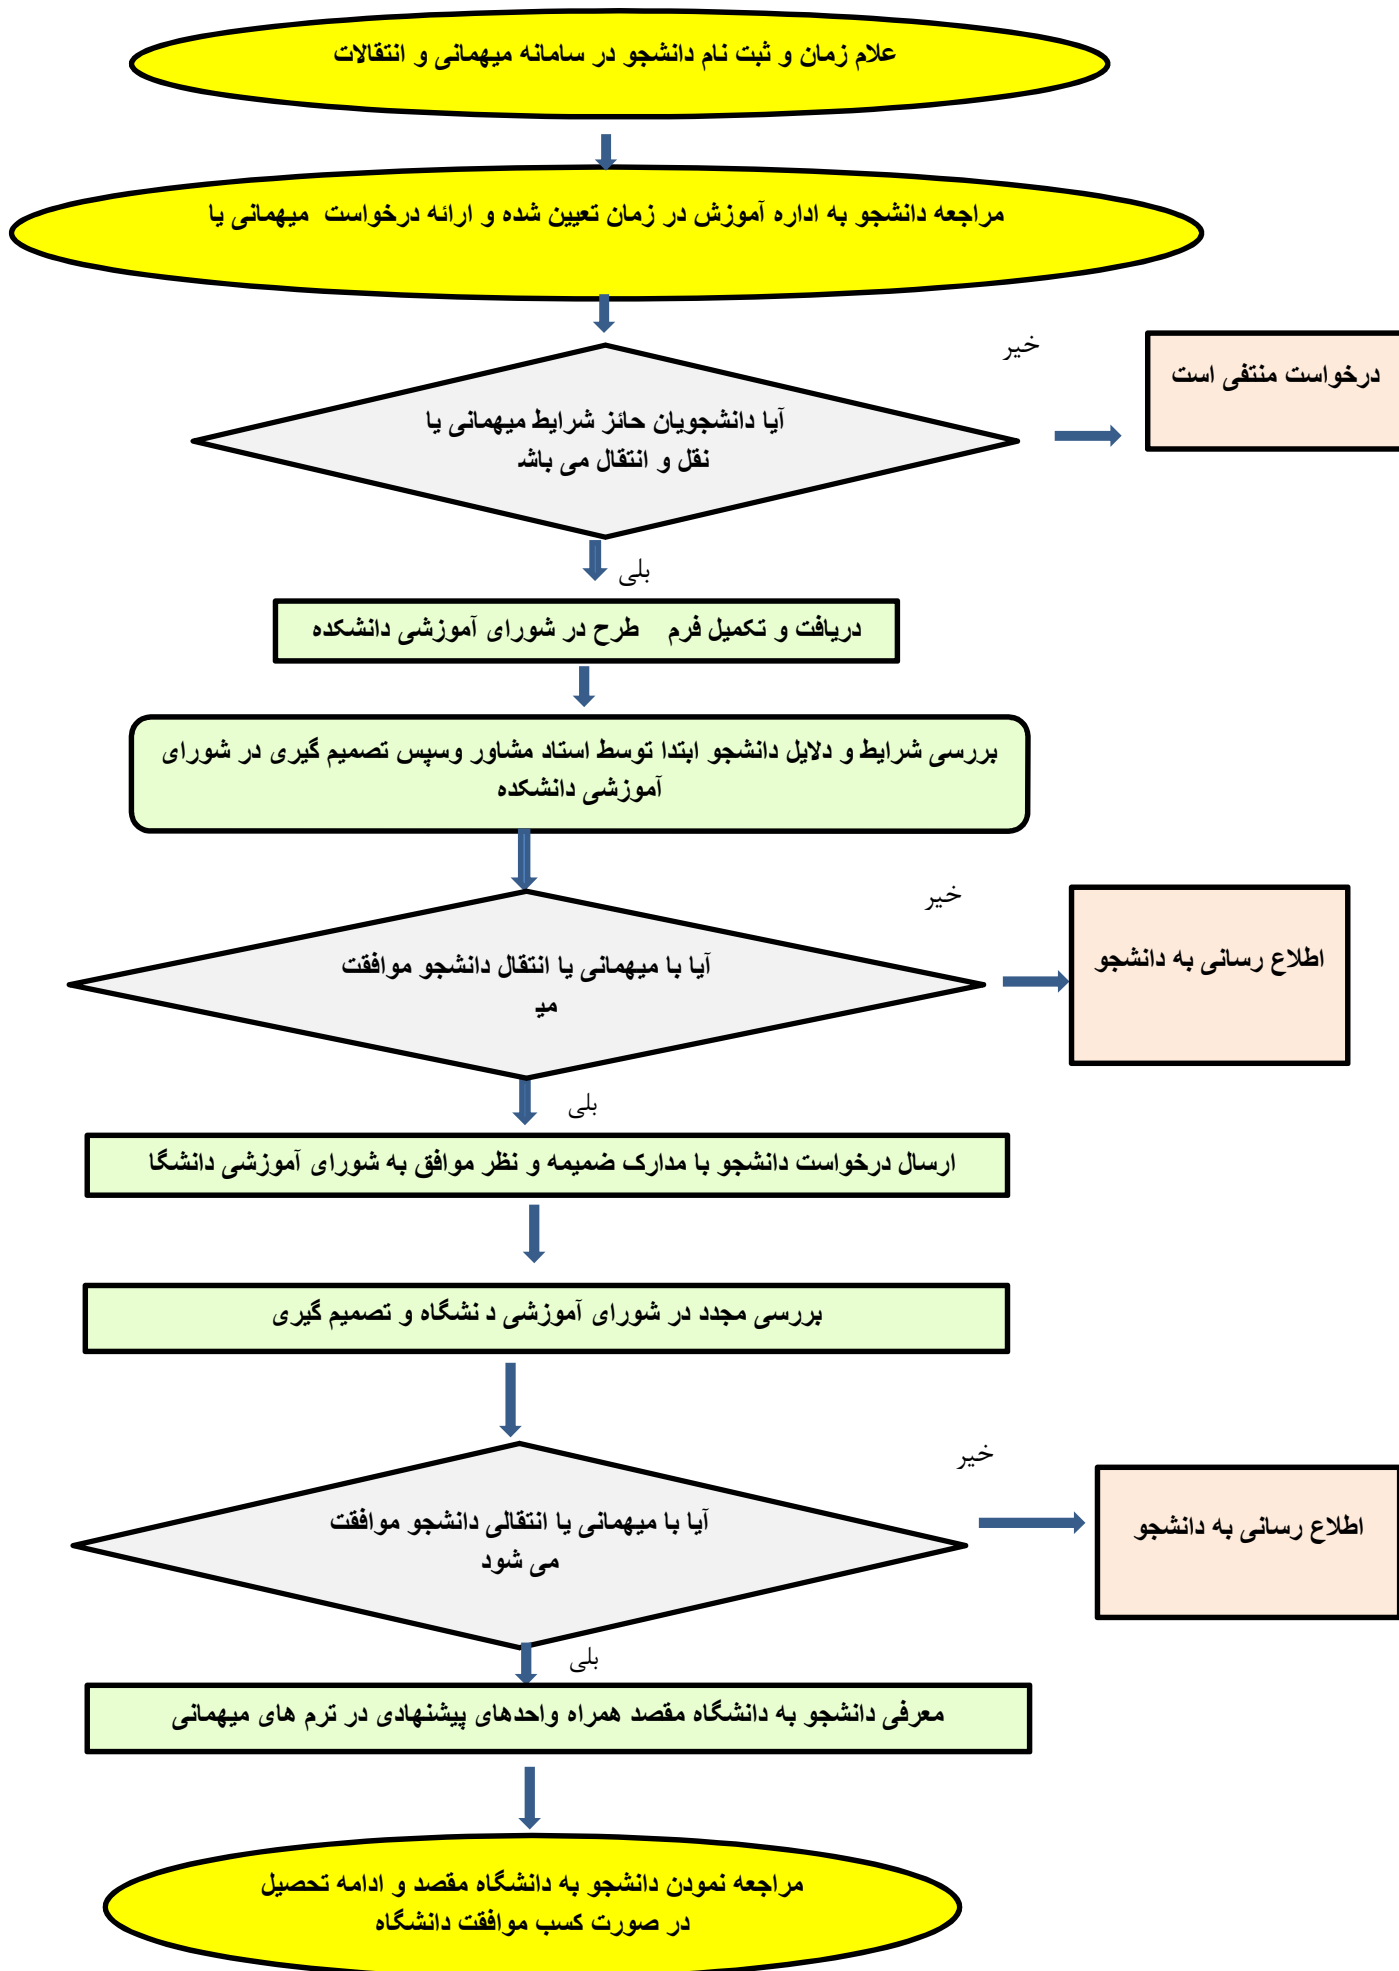 علام زمان و ثبت نام دانشجو در سامانه میهمانی و انتقالات
مراجعه دانشجو به اداره آموزش در زمان تعیین شده و ارائه درخواست میهمانی یا
خیر
درخواست منتفی است
آیا دانشجویان حائز شرایط میهمانی یا
نقل و انتقال می باشد
بلی
دریافت و تکمیل فرم طرح در شورای آموزشی دانشکده
بررسی شرایط و دلایل دانشجو ابتدا توسط استاد مشاور وسپس تصمیم گیری در شورای
آموزشی دانشکده
خیر
اطلاع رسانی به دانشجو
آیا با میهمانی یا انتقال دانشجو موافقت
میـ
بلی
ارسال درخواست دانشجو با مدارک ضمیمه و نظر موافق به شورای آموزشی دانشگا
بررسی مجدد در شورای آموزشی د نشگاه و تصمیم گیری
خیر
اطلاع رسانی به دانشجو
آیا با میهمانی یا انتقالی دانشجو موافقت
می شود
بلی
معرفی دانشجو به دانشگاه مقصد همراه واحدهای پیشنهادی در ترم های میهمانی
مراجعه نمودن دانشجو به دانشگاه مقصد و ادامه تحصیل
در صورت کسب موافقت دانشگاه